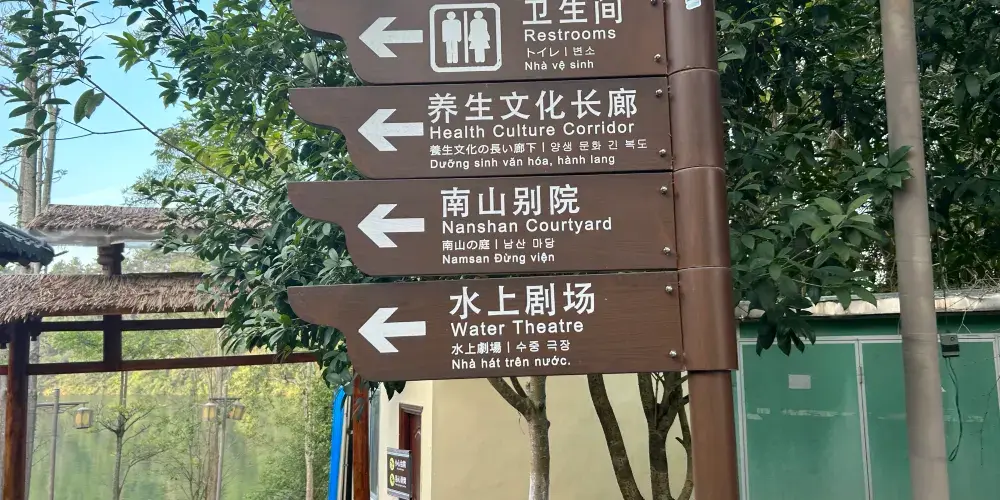 卫生间
Restrooms
トイレ | 변소
Nhà vệ sinh
养生文化长廊
Health Culture Corridor
養生文化の長い廊下 | 양생 문화 긴 복도
Dưỡng sinh văn hóa, hành lang
南山别院
Nanshan Courtyard
南山の庭 | 남산 마당
Namsan Đừng viện
水上剧场
Water Theatre
水上劇場 | 수중 극장
Nhà hát trên nước.